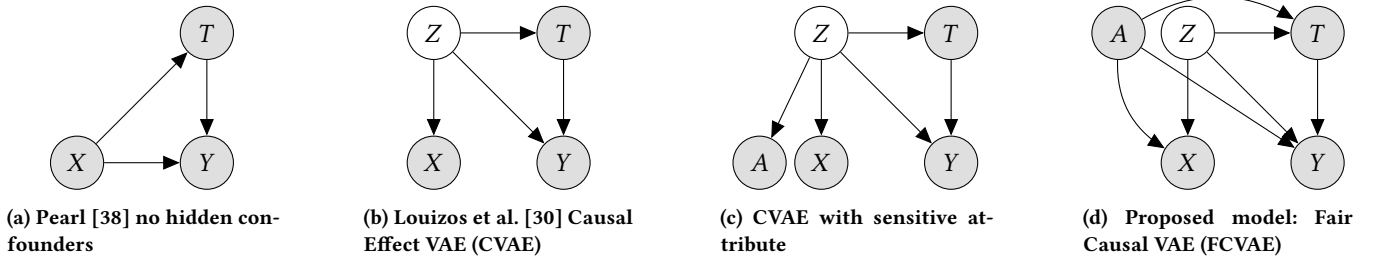 T
X
Y
(a) Pearl [38] no hidden con-
founders
Z
T
X
Y
(b) Louizos et al. [30] Causal
Effect VAE (CVAE)
Z
T
A
X
Y
(c) CVAE with sensitive at-
tribute
A
Z
T
X
Y
(d) Proposed model: Fair
Causal VAE (FCVAE)